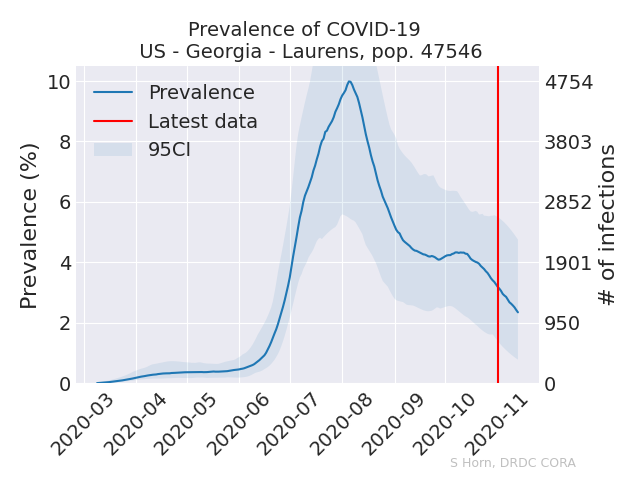 Prevalence of COVID-19
US - Georgia - Laurens, pop. 47546
Prevalence
Latest data
95CI
Prevalence (%)
10
8
6
4
2
0
4754
3803
2852
1901
950
0
# of infections
2020-03
2020-04
2020-05
2020-06
2020-07
2020-08
2020-09
2020-10
2020-11
S Horn, DRDC CORA